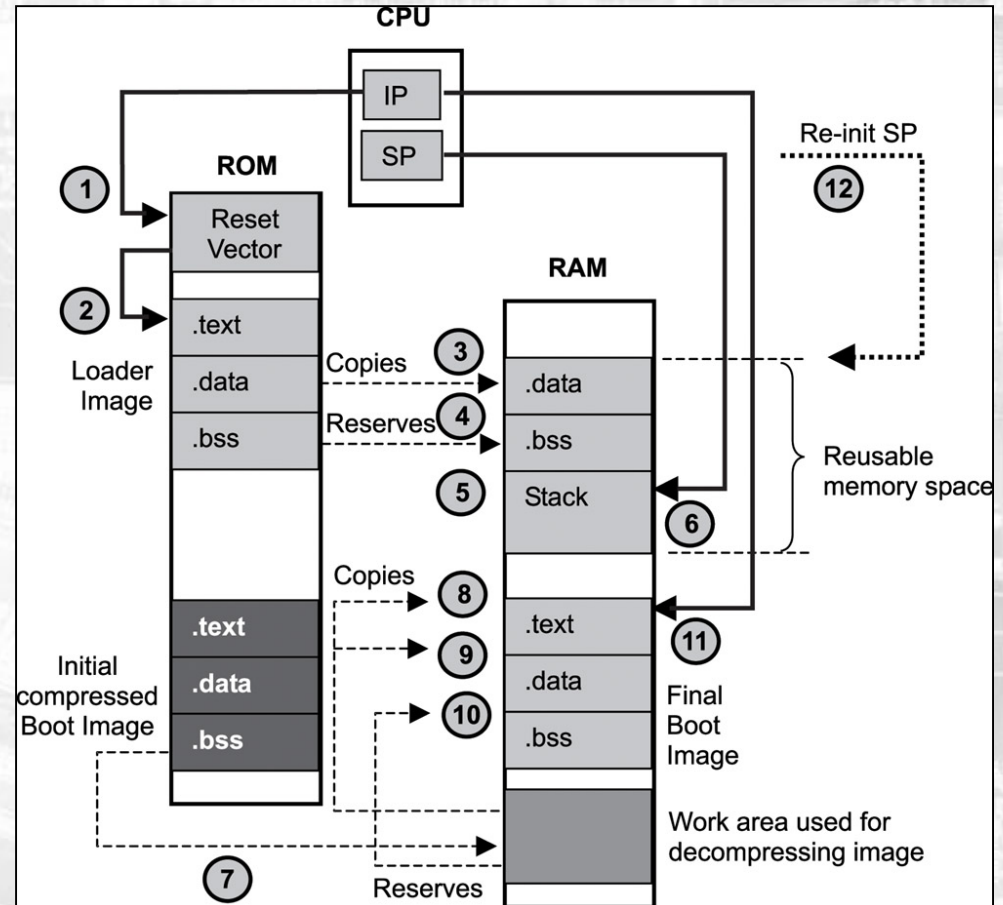 CPU
IP
SP
Re-init SP
12
ROM
1
Reset
Vector
RAM
2
.text
Loader
Image
.data
.bss
Copies
3
Reserves
4
.data
.bss
5
Stack
6
Reusable
memory space
Copies
8
9
10
.text
.data
.bss
Initial
compressed
Boot Image
.text
.data
.bss
11
Final
Boot
Image
Work area used for
decompressing image
7
Reserves